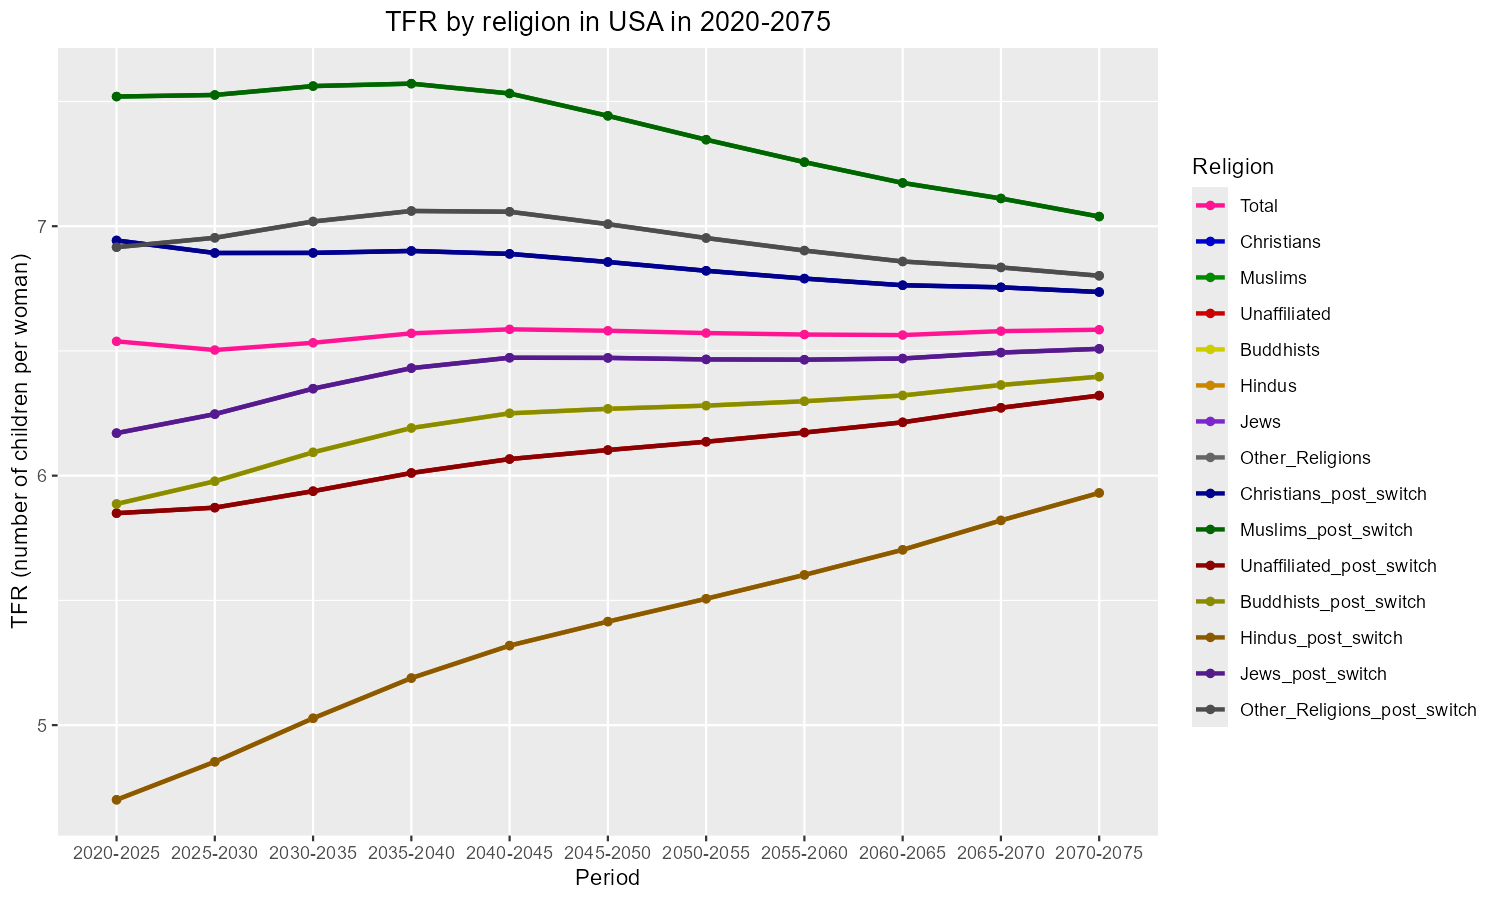 TFR by religion in USA in 2020-2075
TFR (number of children per woman)
7
6
5
2020-2025 2025-2030 2030-2035 2035-2040 2040-2045 2045-2050 2050-2055 2055-2060 2060-2065 2065-2070 2070-2075
Period
Religion
Total
Christians
Muslims
Unaffiliated
Buddhists
Hindus
Jews
Other_Religions
Christians_post_switch
Muslims_post_switch
Unaffiliated_post_switch
Buddhists_post_switch
Hindus_post_switch
Jews_post_switch
Other_Religions_post_switch